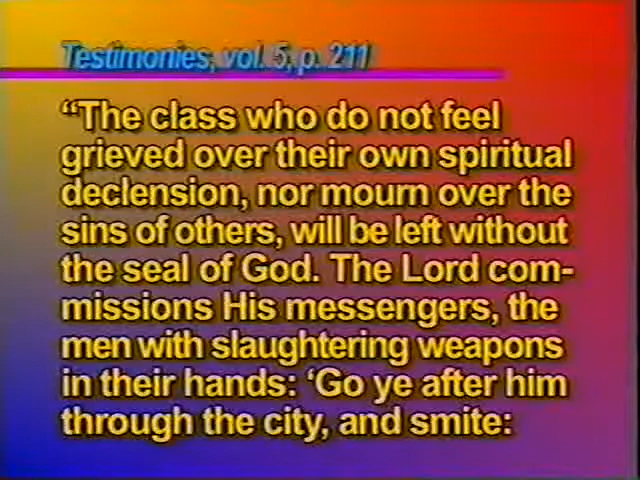 Testimonies, vol. 5, p. 211
“The class who do not feel
grieved over their own spiritual
declension, nor mourn over the
sins of others, will be left without
the seal of God. The Lord com-
missions His messengers, the
men with slaughtering weapons
in their hands: ‘Go ye after him
through the city, and smite: